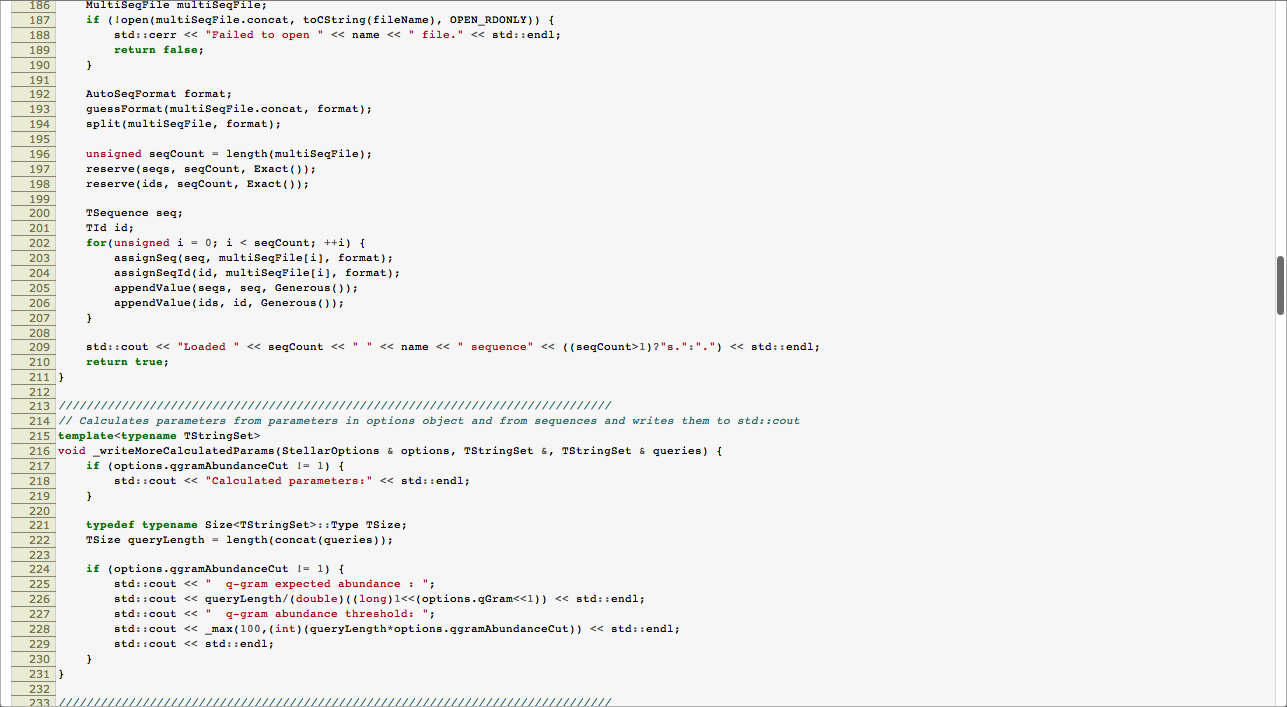 186 MultiSeqFile multiSeqFile;
187 if (!open(multiSeqFile.concat, toCString(fileName), OPEN_RDONLY)) {
188 std::cerr << "Failed to open " << name << " file." << std::endl;
189 return false;
190 }
191
192 AutoSeqFormat format;
193 guessFormat(multiSeqFile.concat, format);
194 split(multiSeqFile, format);
195
196 unsigned seqCount = length(multiSeqFile);
197 reserve(seqs, seqCount, Exact());
198 reserve(ids, seqCount, Exact());
199
200 TSequence seq;
201 TId id;
202 for(unsigned i = 0; i < seqCount; ++i) {
203 assignSeq(seq, multiSeqFile[i], format);
204 assignSeqId(id, multiSeqFile[i], format);
205 appendValue(seqs, seq, Generous());
206 appendValue(ids, id, Generous());
207 }
208
209 std::cout << "Loaded " << seqCount << " " << name << " sequence" << ((seqCount>1)?"s.":".") << std::endl;
210 return true;
211 }
212
213 ///////////////////////////////////////////////////////////////////////////////
214 // Calculates parameters from parameters in options object and from sequences and writes them to std::cout
215 template<typename TStringSet>
216 void _writeMoreCalculatedParams(StellarOptions & options, TStringSet &, TStringSet & queries) {
217 if (options.qgramAbundanceCut != 1) {
218 std::cout << "Calculated parameters:" << std::endl;
219 }
220
221 typedef typename Size<TStringSet>::Type TSize;
222 TSize queryLength = length(concat(queries));
223
224 if (options.qgramAbundanceCut != 1) {
225 std::cout << "  q-gram expected abundance : ";
226 std::cout << queryLength/(double)((long)1<<(options.qGram<<1)) << std::endl;
227 std::cout << "  q-gram abundance threshold: ";
228 std::cout << _max(100,(int)(queryLength*options.qgramAbundanceCut)) << std::endl;
229 std::cout << std::endl;
230 }
231 }
232
233 ///////////////////////////////////////////////////////////////////////////////